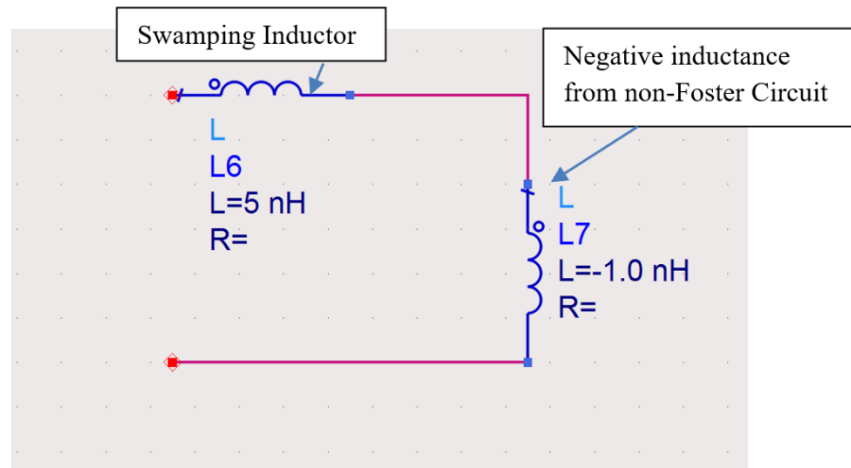 Swamping Inductor
Negative inductance
from non-Foster Circuit
L
L6
L=5 nH
R=
L
L7
L=-1.0 nH
R=